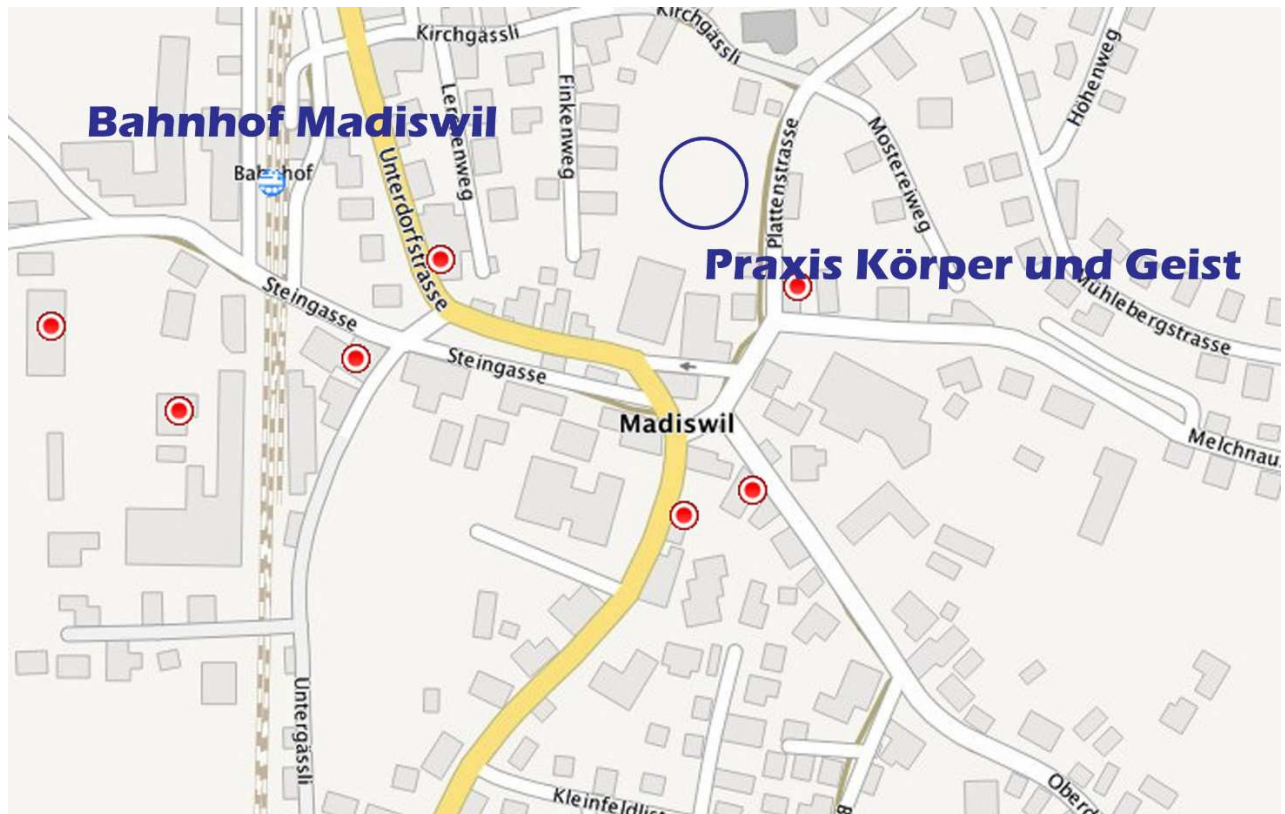 Kirchgässli
Kirchgässli
Höhenweg
Finkenweg
Bahnhof Madiswil
Mostereiweg
Bahnhof
Unterdorfstrasse
Plattenstrasse
Praxis Körper und Geist
Steingasse
Mühlebergstrasse
Steingasse
Madiswil
Untergässli